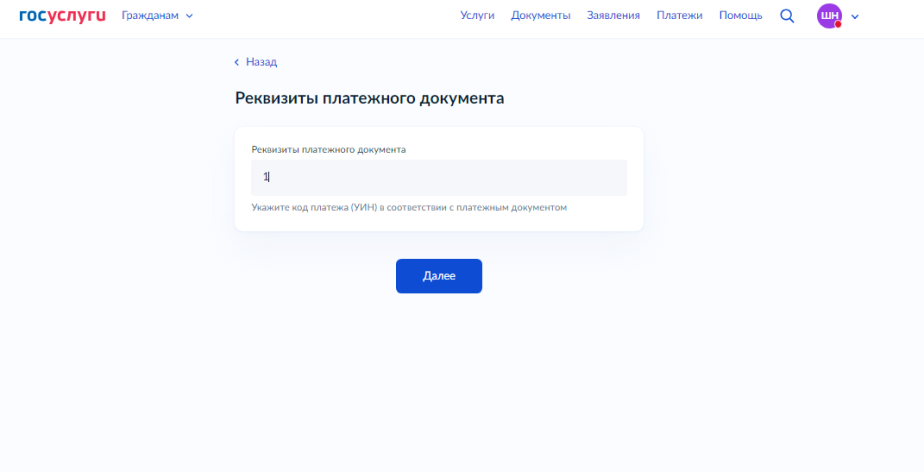 госуслуги Гражданам Услуги Документы Заявления Платежи Помощь ШН
Назад
Реквизиты платежного документа
Реквизиты платежного документа
1
Укажите код платежа (УИН) в соответствии с платежным документом
Далее